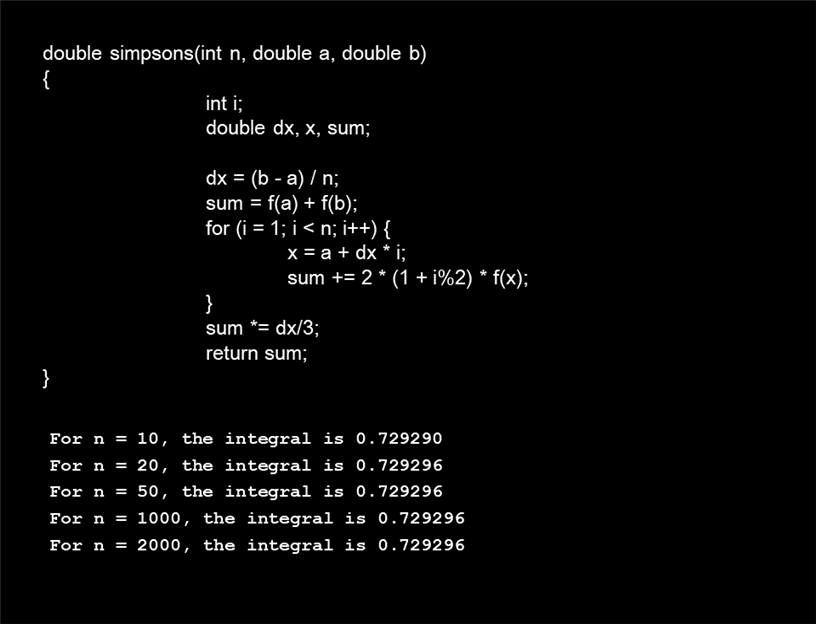 double simpsons(int n, double a, double b)
{
int i;
double dx, x, sum;
dx = (b - a) / n;
sum = f(a) + f(b);
for (i = 1; i < n; i++) {
x = a + dx * i;
sum += 2 * (1 + i%2) * f(x);
}
sum *= dx/3;
return sum;
}
For n = 10, the integral is 0.729290
For n = 20, the integral is 0.729296
For n = 50, the integral is 0.729296
For n = 1000, the integral is 0.729296
For n = 2000, the integral is 0.729296